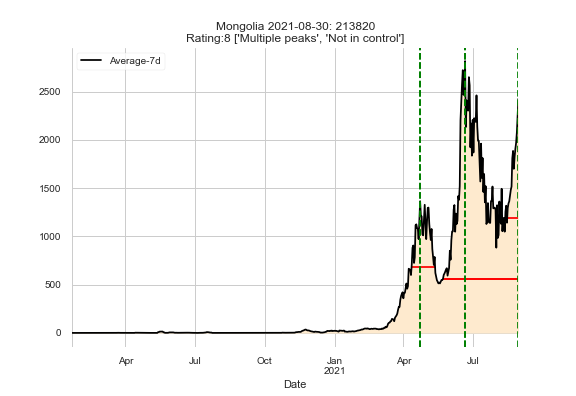 Mongolia 2021-08-30: 213820
Rating:8 ['Multiple peaks', 'Not in control']
Average-7d
2500
2000
1500
1000
500
0
Apr Jul Oct Jan Apr Jul
2021
Date